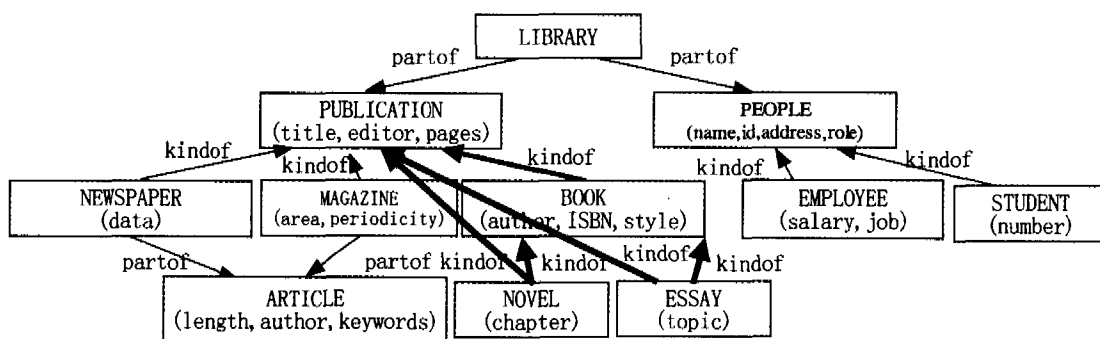 LIBRARY
partof
partof
PUBLICATION
(title, editor, pages)
PEOPLE
(name,id,address,role)
kindof
kindof
kindof
kindof
kindof
NEWSPAPER
(data)
MAGAZINE
(area, periodicity)
BOOK
(author, ISBN, style)
EMPLOYEE
(salary, job)
STUDENT
(number)
partof
partof
kindof
kindof
kindof
kindof
ARTICLE
(length, author, keywords)
NOVEL
(chapter)
ESSAY
(topic)